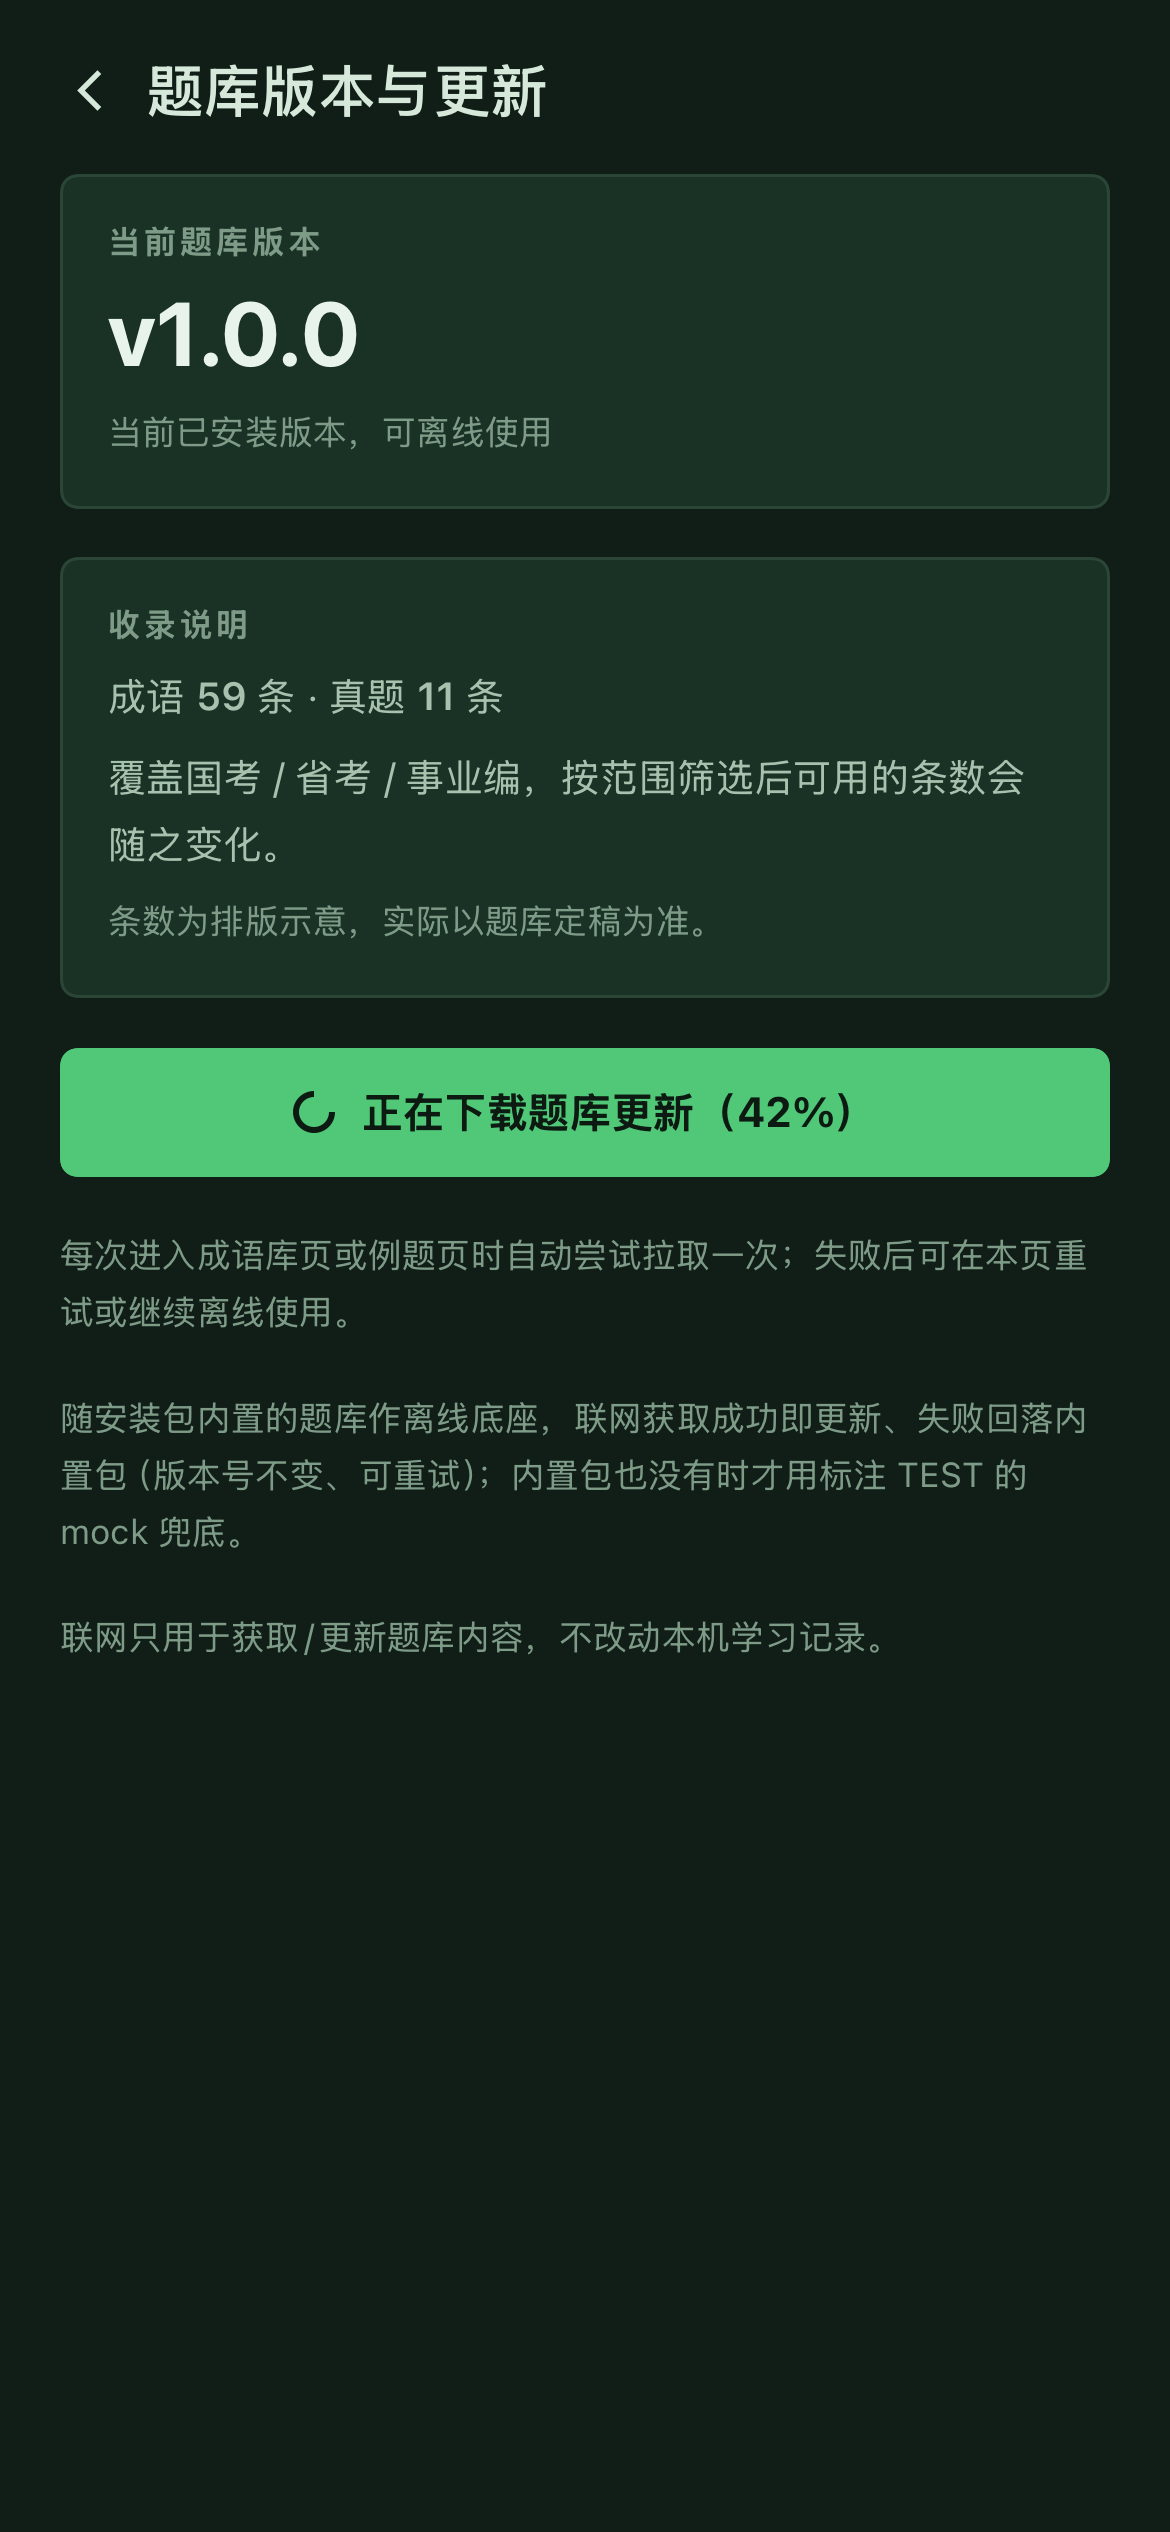 题库版本与更新
当前题库版本
v1.0.0
当前已安装版本，可离线使用
收录说明
成语 59 条 · 真题 11 条
覆盖国考 / 省考 / 事业编，按范围筛选后可用的条数会
随之变化。
条数为排版示意，实际以题库定稿为准。
正在下载题库更新（42%）
每次进入成语库页或例题页时自动尝试拉取一次；失败后可在本页重
试或继续离线使用。
随安装包内置的题库作离线底座，联网获取成功即更新、失败回落内
置包（版本号不变、可重试）；内置包也没有时才用标注 TEST 的
mock 兜底。
联网只用于获取/更新题库内容，不改动本机学习记录。